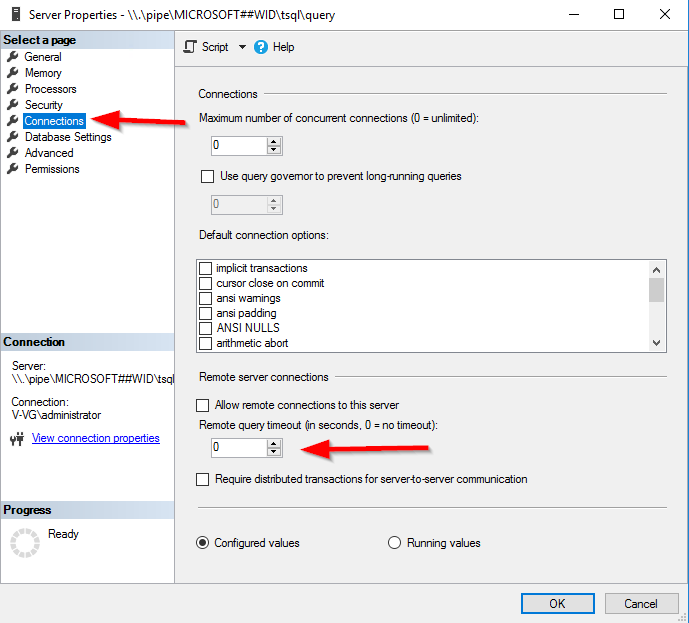 Server Properties - \\.\pipe\MICROSOFT##WID\tsql\query
Select a page
General
Memory
Processors
Security
Connections
Database Settings
Advanced
Permissions
Connection
Server:
\\.\pipe\MICROSOFT##WID\tsql
Connection:
V-VG\administrator
View connection properties
Progress
Ready
Script
Help
Connections
Maximum number of concurrent connections (0 = unlimited):
0
Use query governor to prevent long-running queries
0
Default connection options:
implicit transactions
cursor close on commit
ansi warnings
ansi padding
ANSI NULLS
arithmetic abort
Remote server connections
Allow remote connections to this server
Remote query timeout (in seconds, 0 = no timeout):
0
Require distributed transactions for server-to-server communication
Configured values
Running values
OK
Cancel